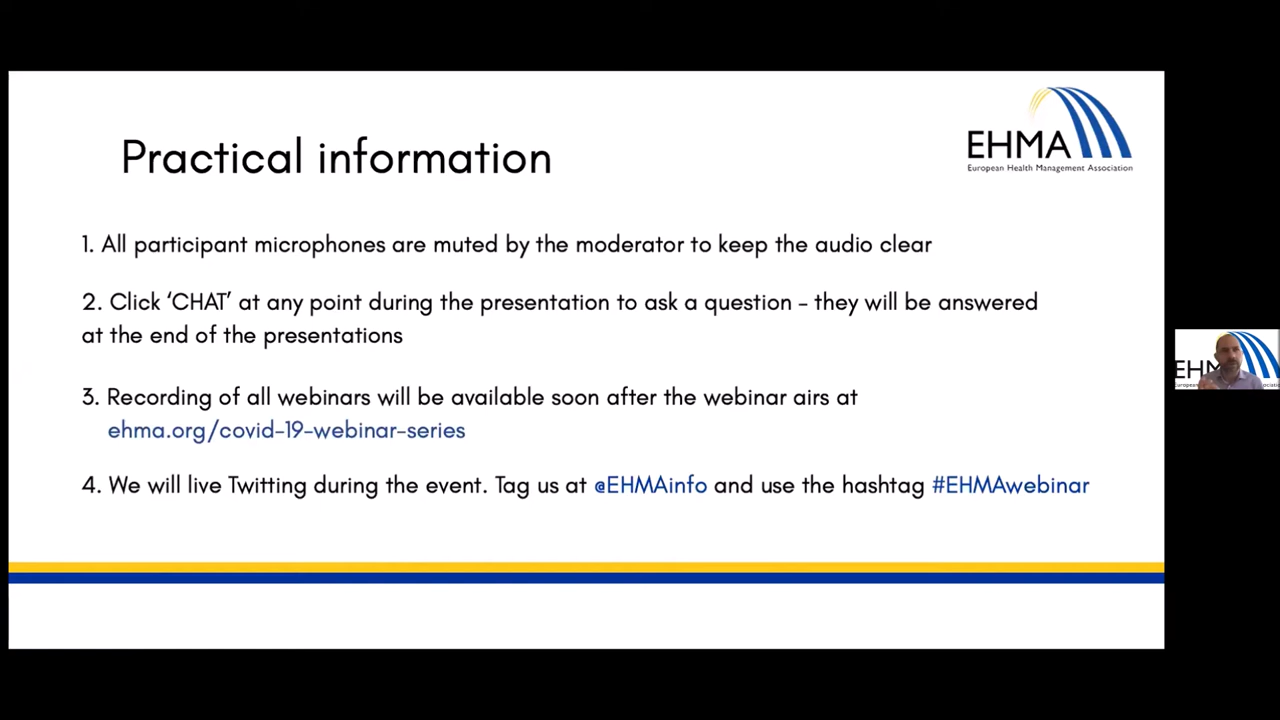 EHMA
European Health Management Association
Practical information
1. All participant microphones are muted by the moderator to keep the audio clear
2. Click ‘CHAT’ at any point during the presentation to ask a question - they will be answered
at the end of the presentations
3. Recording of all webinars will be available soon after the webinar airs at
ehma.org/covid-19-webinar-series
4. We will live Twitting during the event. Tag us at @EHMAinfo and use the hashtag #EHMAwebinar